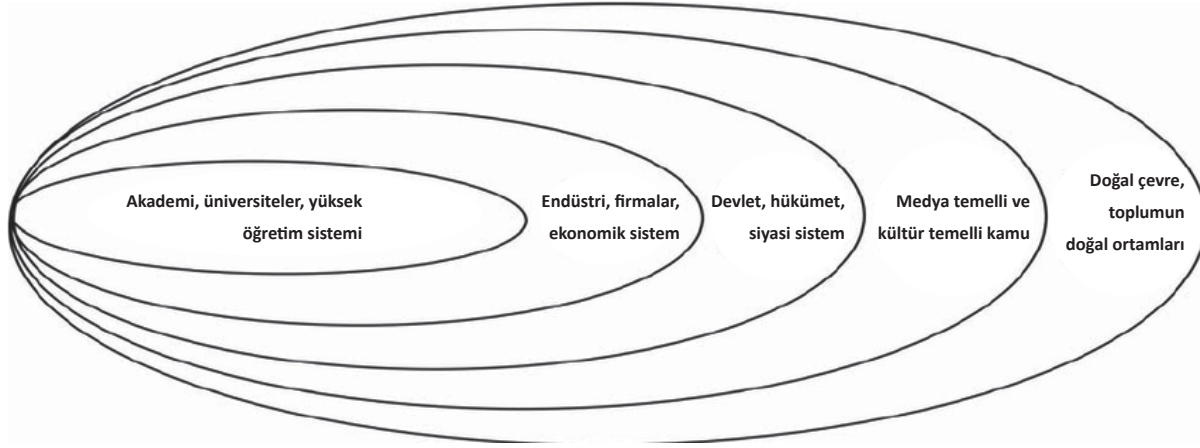 Akademi, üniversiteler, yüksek
öğretim sistemi
Endüstri, firmalar,
ekonomik sistem
Devlet, hükümet,
siyasi sistem
Medya temelli ve
kültür temelli kamu
Doğal çevre,
toplumun
doğal ortamları